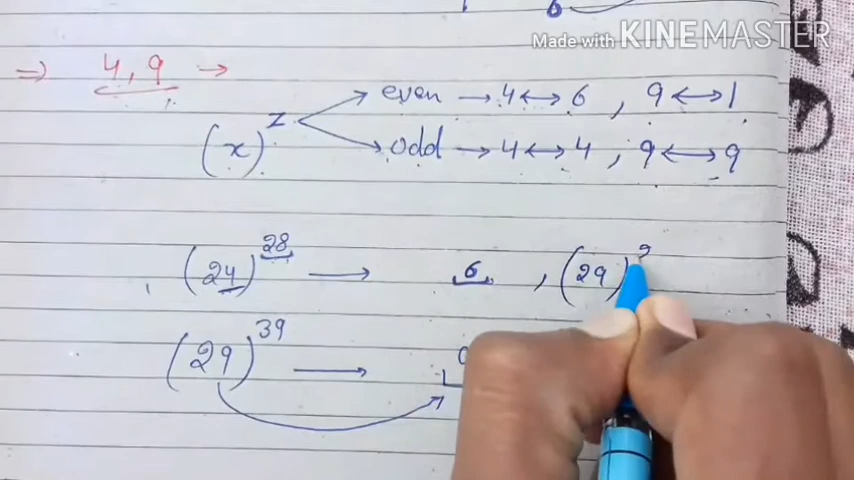 Made with KINEMASTER
⇒ 4, 9 →
even → 4 ↔ 6 , 9 ↔ 1
(x)^z
odd → 4 ↔ 4 , 9 ↔ 9
(24)^28 → 6 , (29)
(29)^39 →